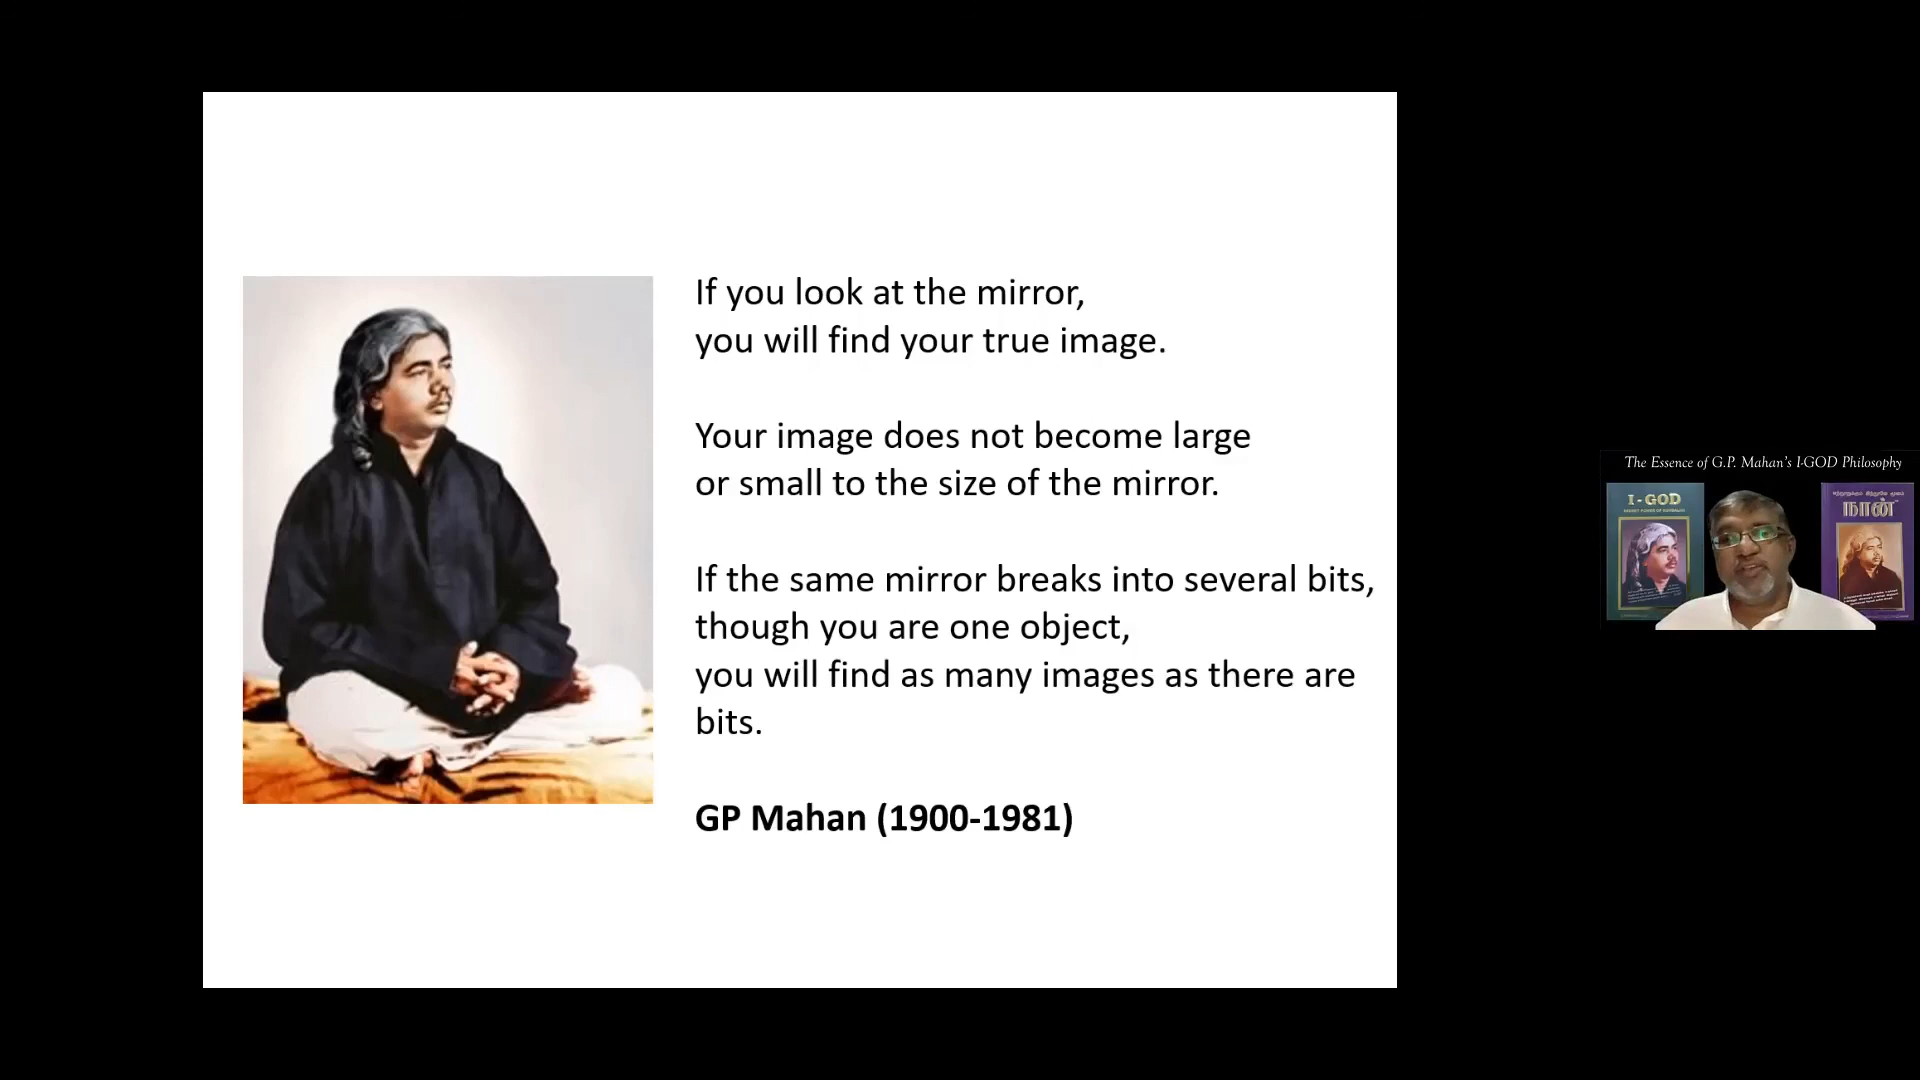 If you look at the mirror,
you will find your true image.
Your image does not become large
or small to the size of the mirror.
If the same mirror breaks into several bits,
though you are one object,
you will find as many images as there are
bits.
GP Mahan (1900-1981)
The Essence of G.P. Mahan's I-GOD Philosophy
I-GOD
நான்